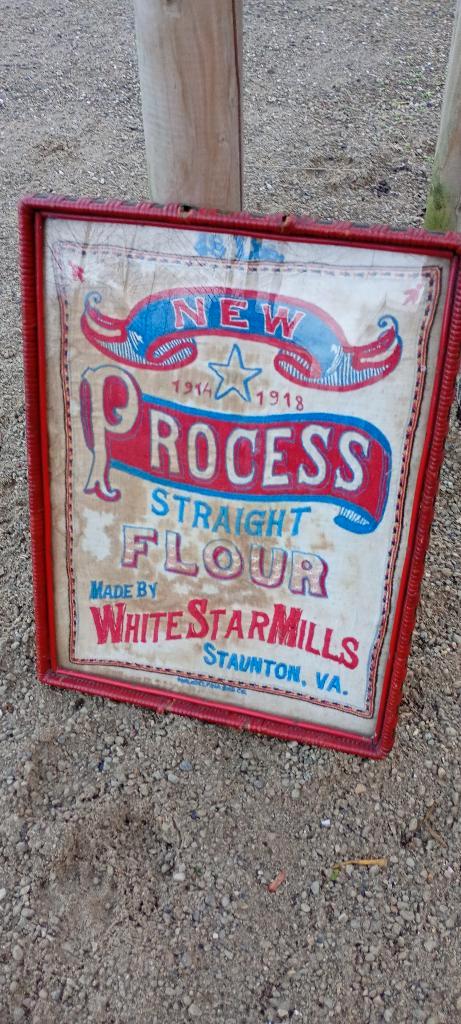 NEW
1914 1918
PROCESS
STRAIGHT
FLOUR
MADE BY
WHITE STAR MILLS
STAUNTON, VA.